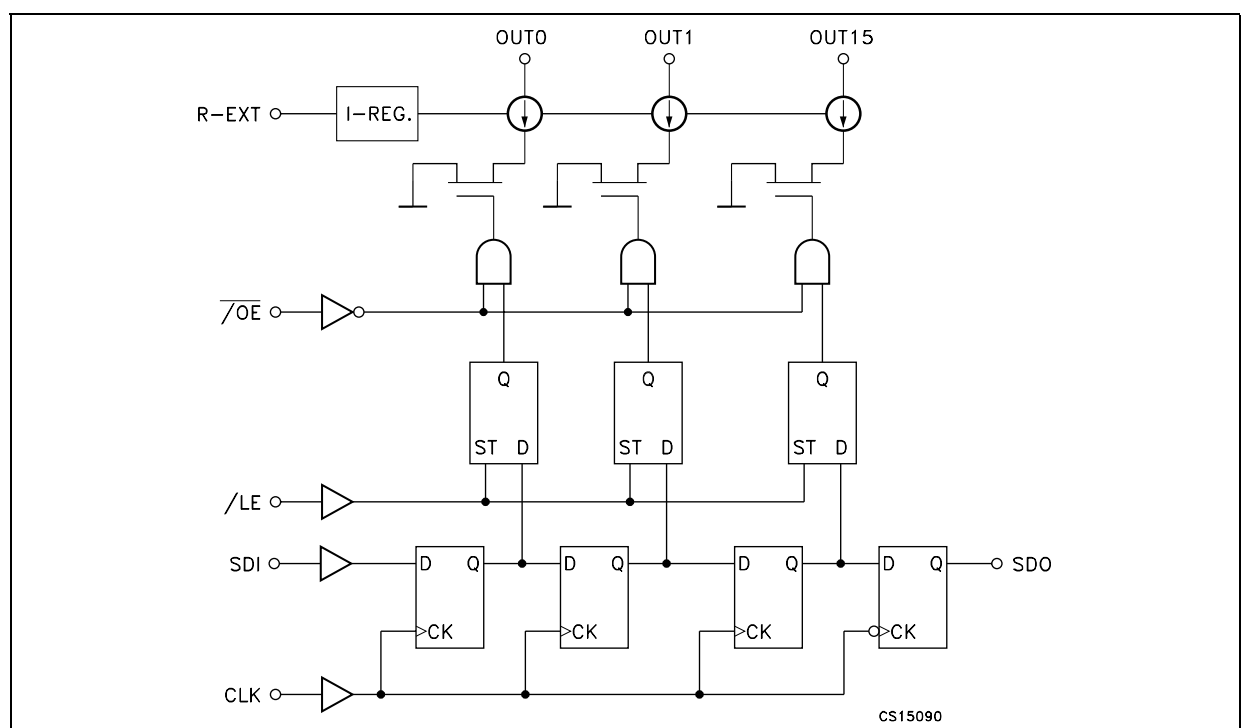 OUT0 OUT1 OUT15
R-EXT I-REG.
/OE
Q Q Q
ST D ST D ST D
/LE
SDI D Q D Q D Q D Q SDO
CK CK CK CK
CLK
CS15090